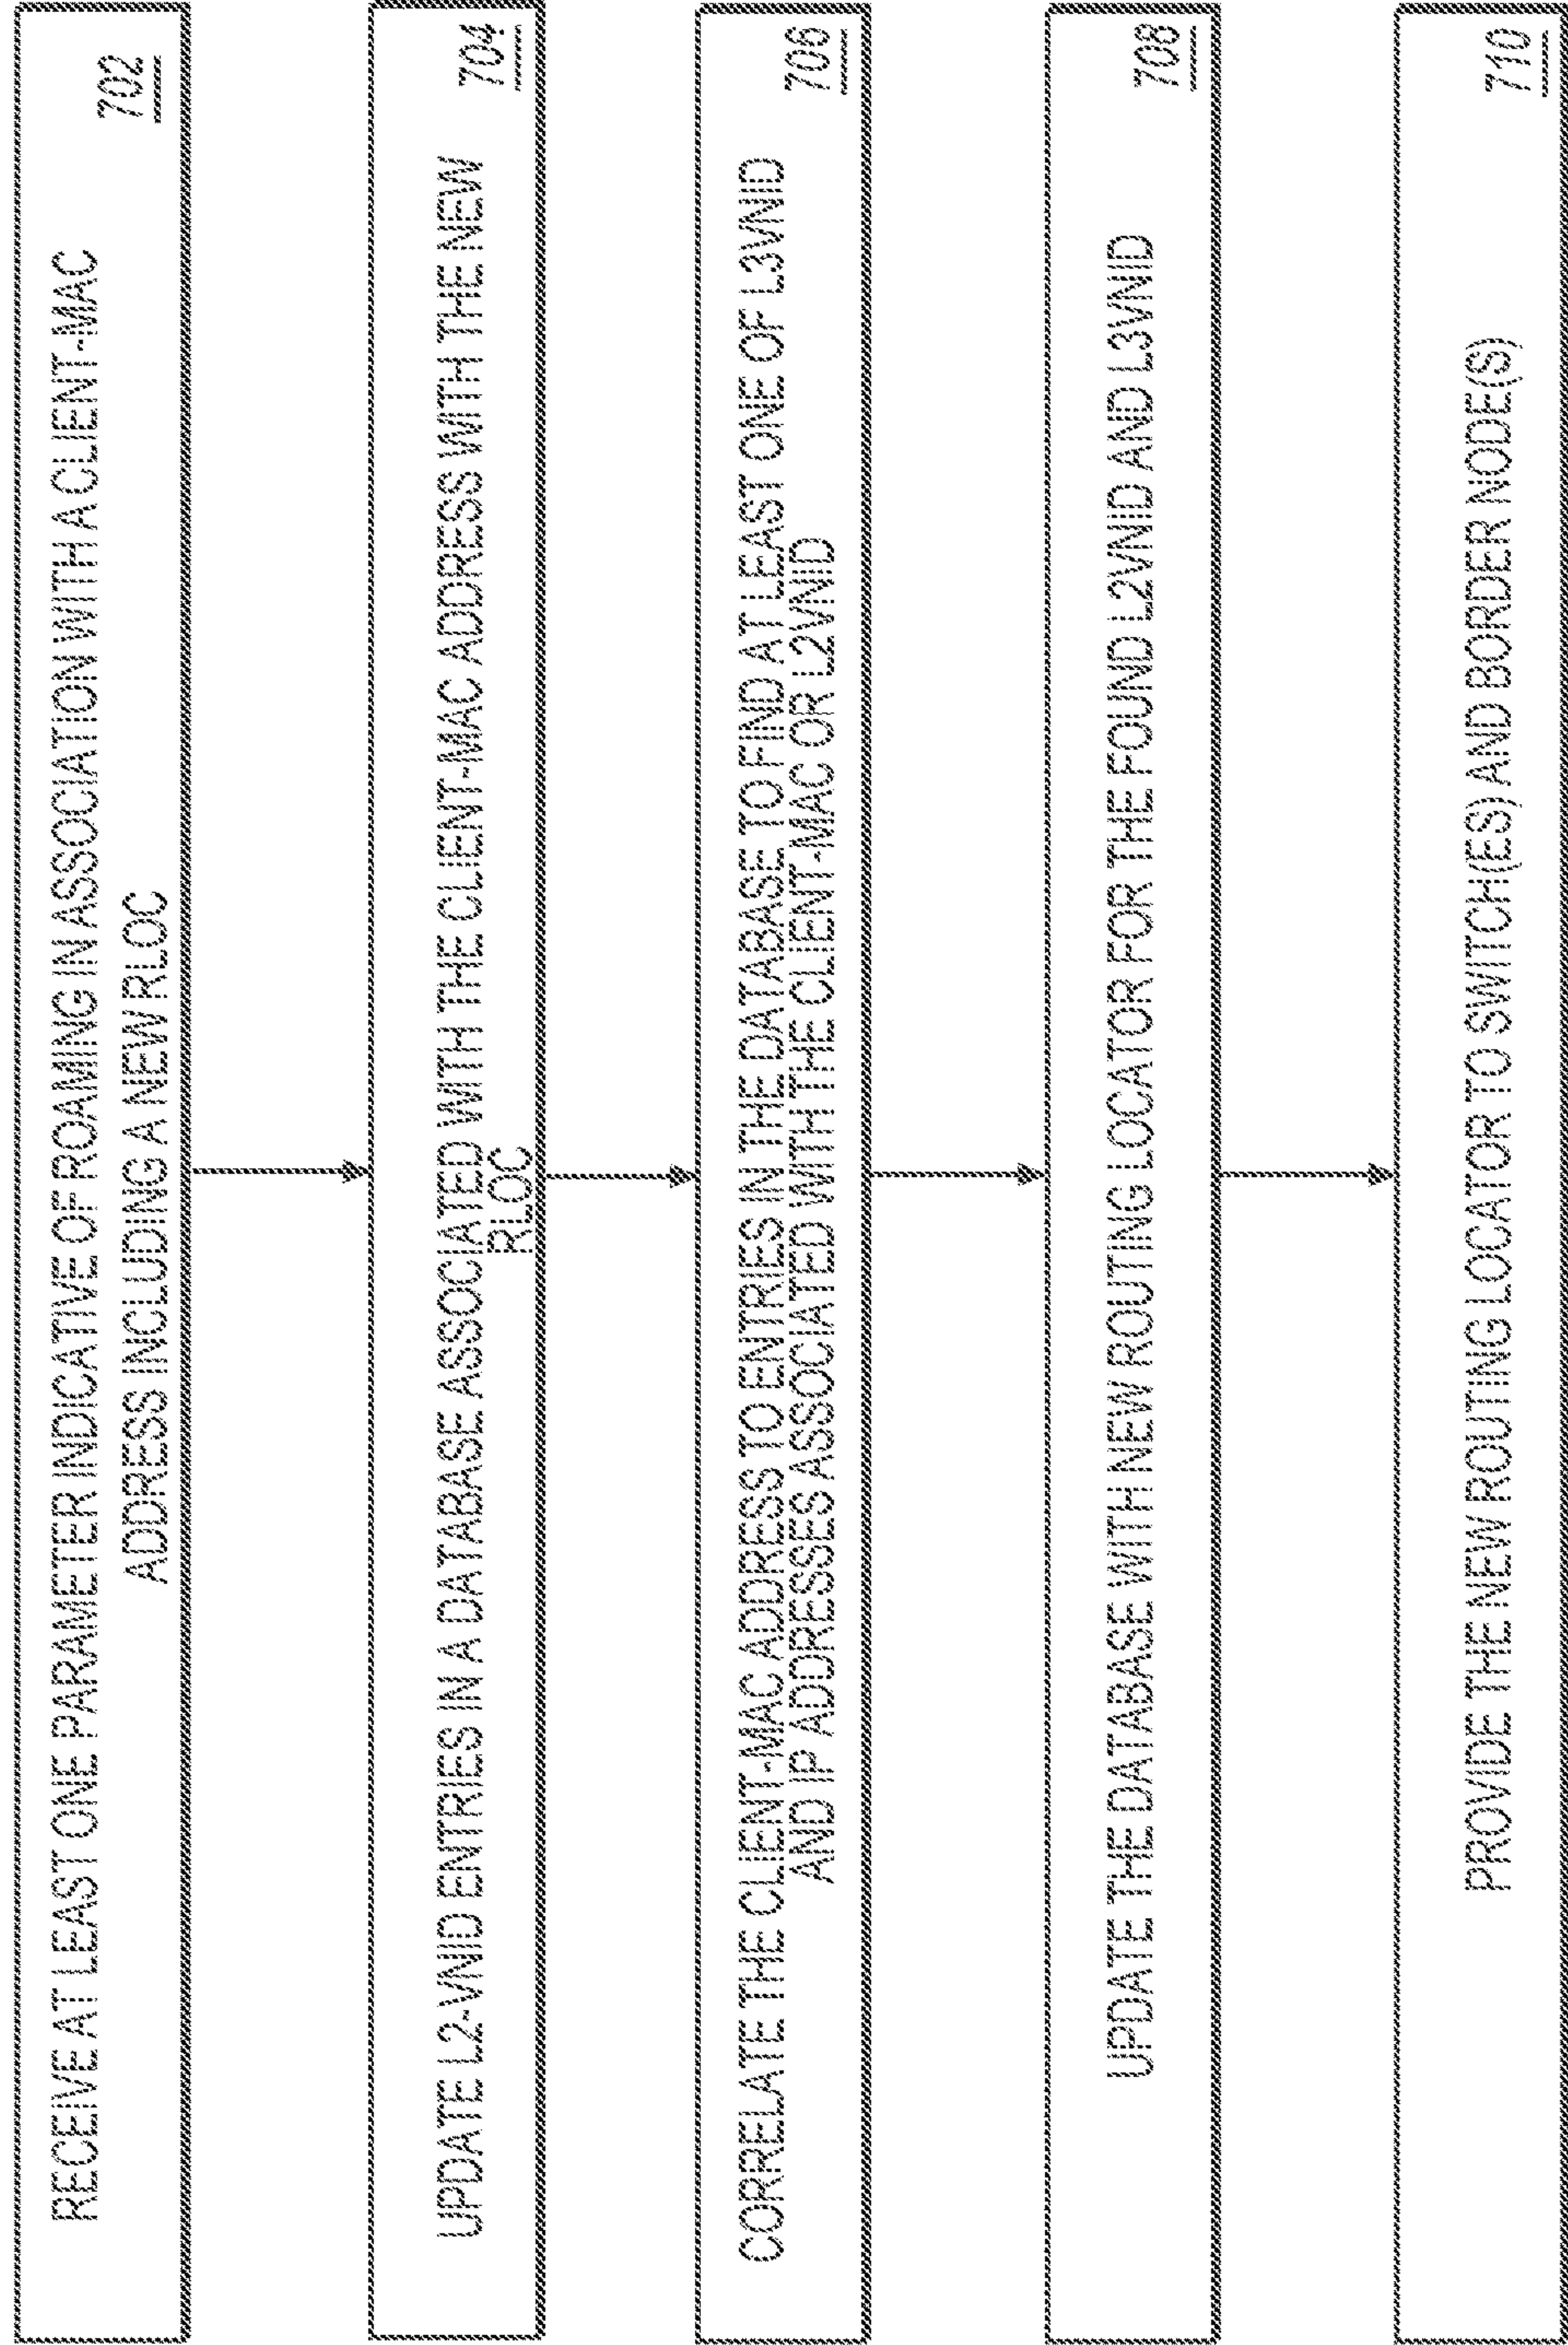 RECEIVE AT LEAST ONE PARAMETER INDICATIVE OF ROAMING IN ASSOCIATION WITH A CLIENT-MAC
ADDRESS INCLUDING A NEW RLOC
702
UPDATE L2-VNID ENTRIES IN A DATABASE ASSOCIATED WITH THE CLIENT-MAC ADDRESS WITH THE NEW
RLOC
704
CORRELATE THE CLIENT-MAC ADDRESS TO ENTRIES IN THE DATABASE TO FIND AT LEAST ONE OF L3VNID
AND IP ADDRESSES ASSOCIATED WITH THE CLIENT-MAC OR L2VNID
706
UPDATE THE DATABASE WITH NEW ROUTING LOCATOR FOR THE FOUND L2VNID AND L3VNID
708
PROVIDE THE NEW ROUTING LOCATOR TO SWITCH(ES) AND BORDER NODE(S)
710